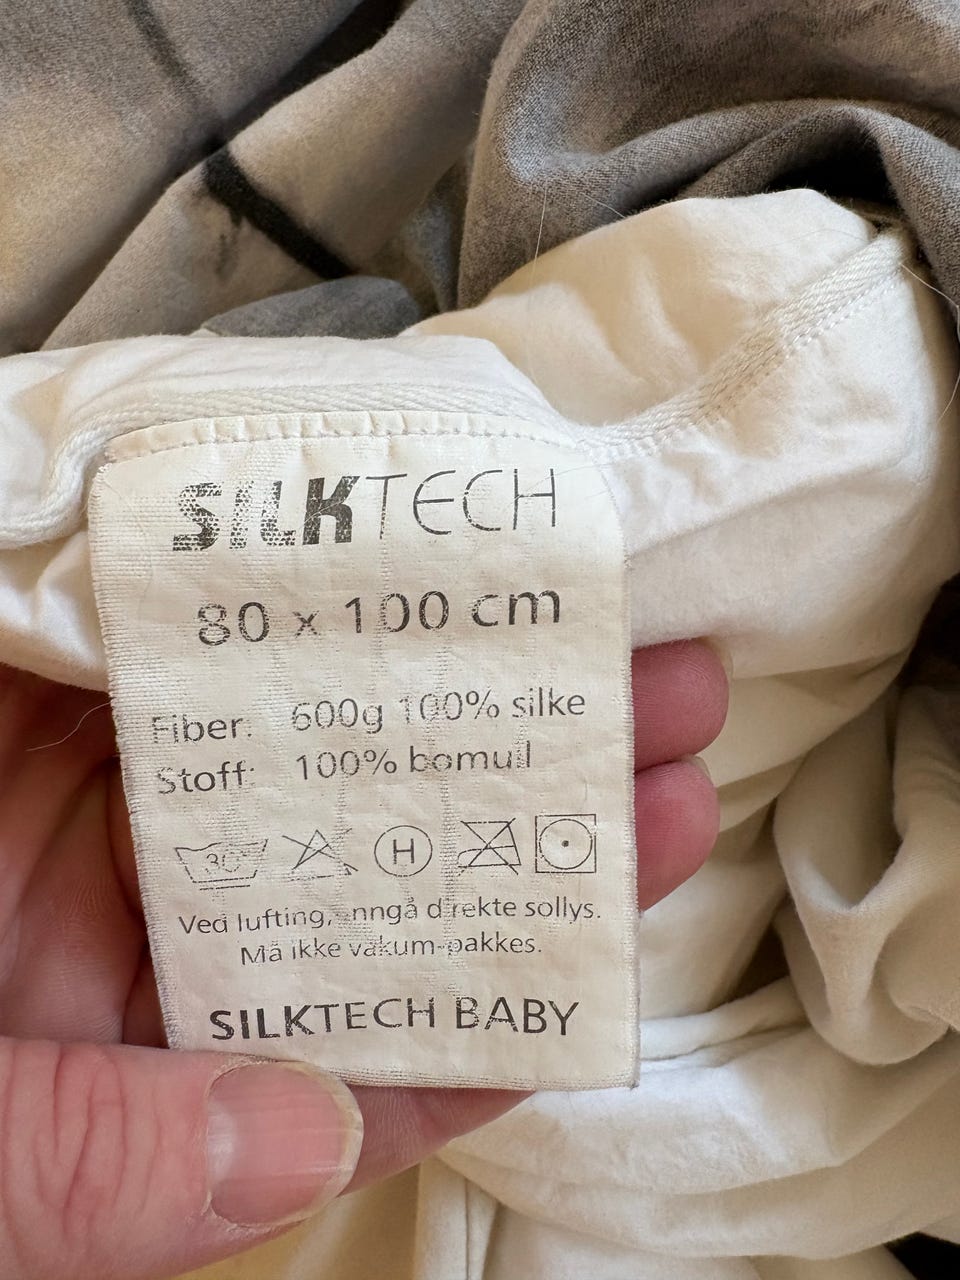 SILKTECH
80 x 100 cm
Fiber: 600g 100% silke
Stoff: 100% bomull
30° H
Ved lufting, unngå direkte sollys.
Må ikke vakum-pakkes.
SILKTECH BABY